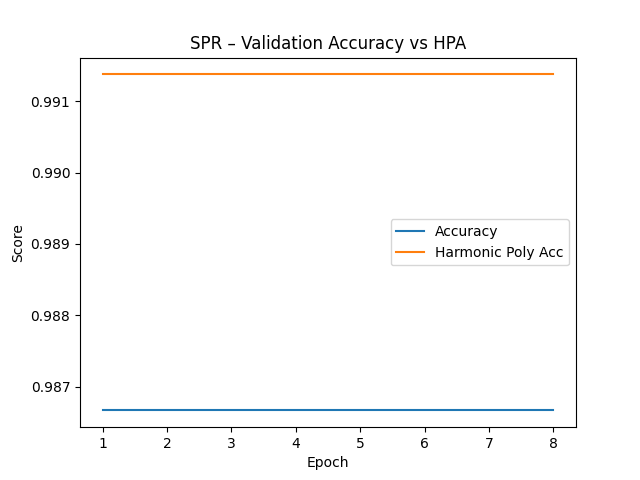 SPR – Validation Accuracy vs HPA
0.991
0.990
0.989
0.988
0.987
Score
Accuracy
Harmonic Poly Acc
1 2 3 4 5 6 7 8
Epoch